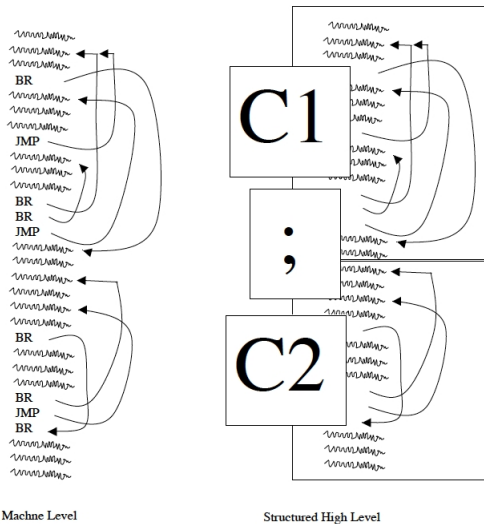 BR
JMP
BR
BR
JMP
BR
BR
JMP
BR
C1
;
C2
Machne Level
Structured High Level